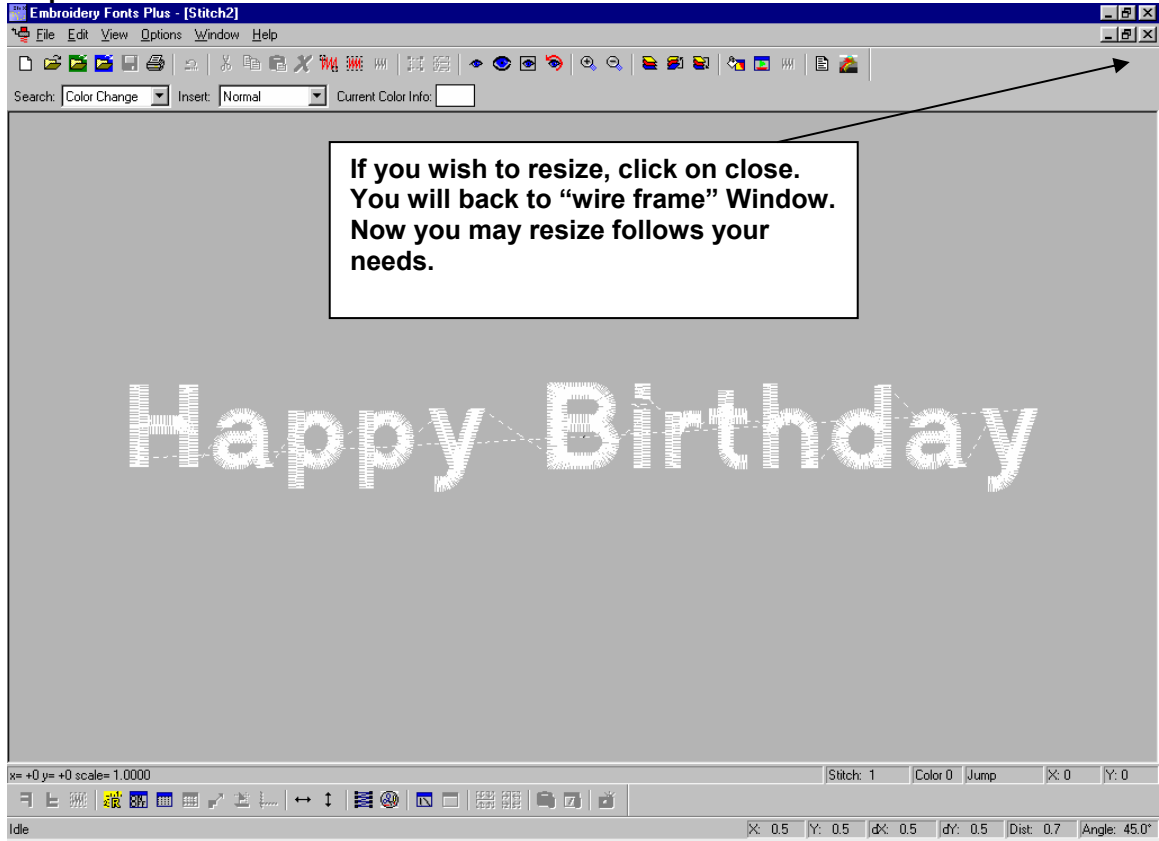 Embroidery Fonts Plus - [Stitch2]
File Edit View Options Window Help
Search: Color Change Insert: Normal Current Color Info:
If you wish to resize, click on close.
You will back to “wire frame” Window.
Now you may resize follows your
needs.
Happy Birthday
x= +0 y= +0 scale= 1.0000 Stitch: 1 Color 0 Jump X: 0 Y: 0
Idle X: 0.5 Y: 0.5 dX: 0.5 dY: 0.5 Dist: 0.7 Angle: 45.0°